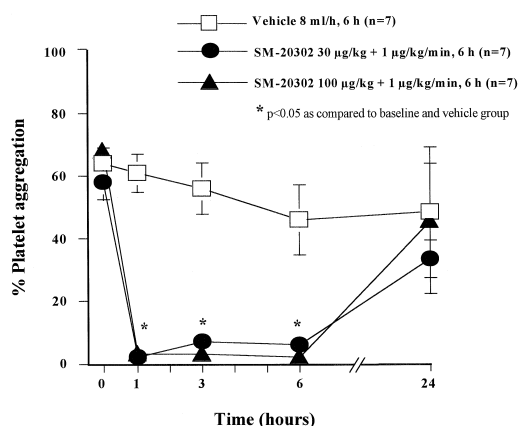 Vehicle 8 ml/h, 6 h (n=7)
SM-20302 30 µg/kg + 1 µg/kg/min, 6 h (n=7)
SM-20302 100 µg/kg + 1 µg/kg/min, 6 h (n=7)
* p<0.05 as compared to baseline and vehicle group
% Platelet aggregation
100
80
60
40
20
0
* * *
0 1 3 6 // 24
Time (hours)